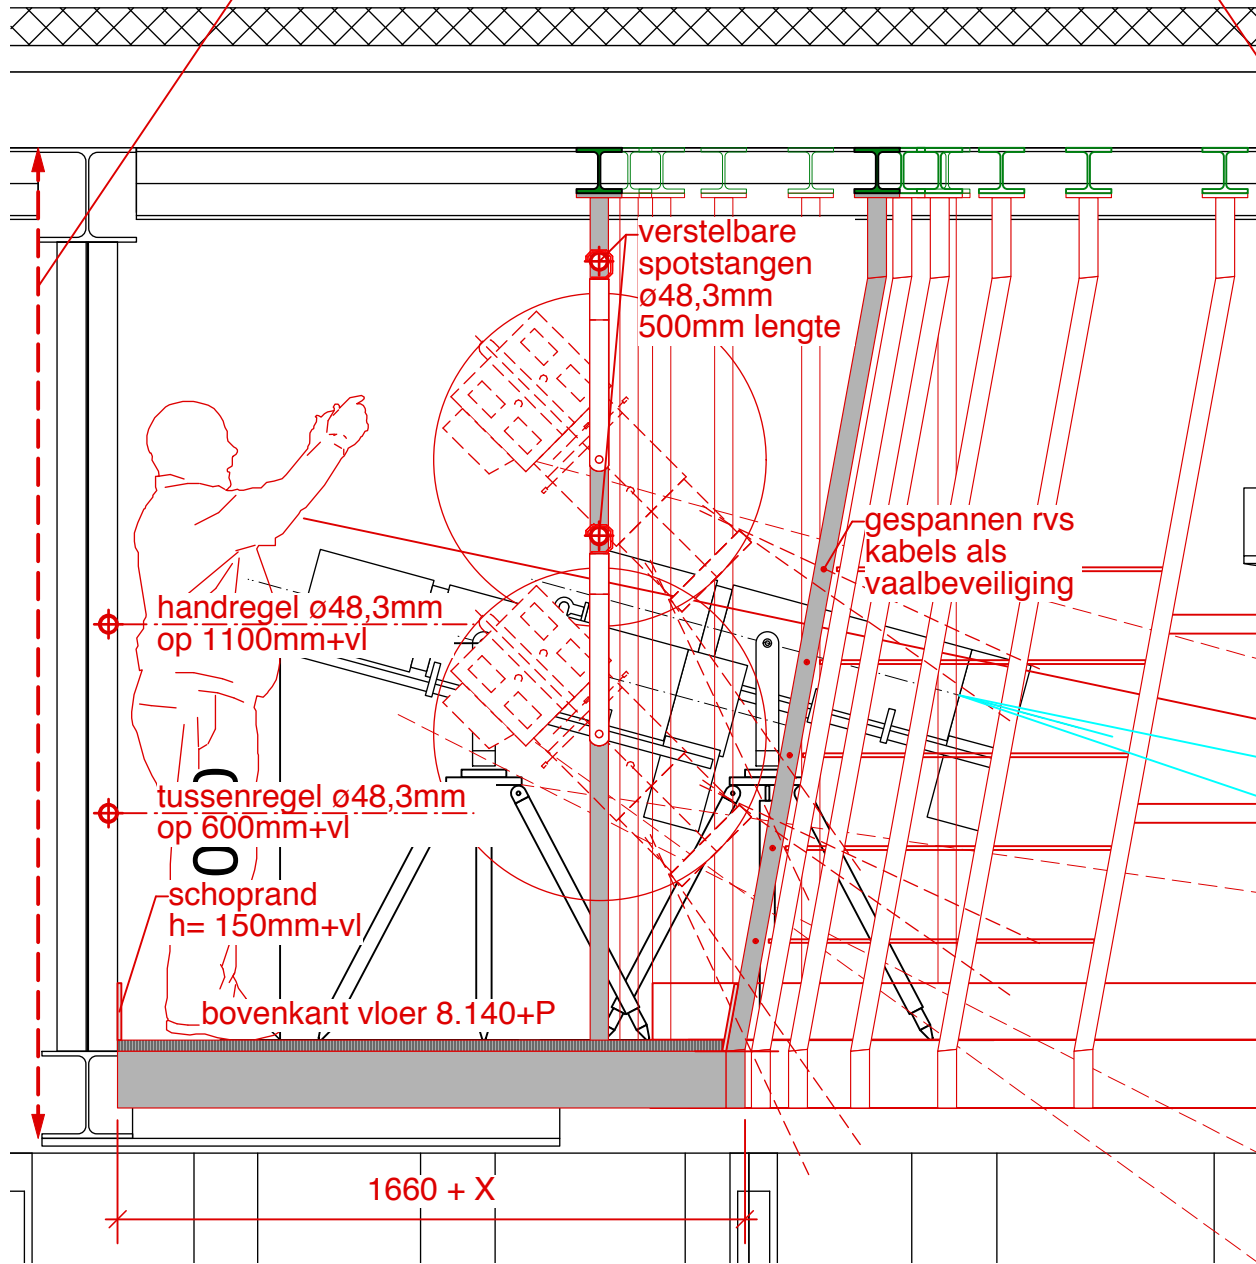 verstelbare
spotstangen
ø48,3mm
500mm lengte
gespannen rvs
kabels als
vaalbeveiliging
handregel ø48,3mm
op 1100mm+vl
tussenregel ø48,3mm
op 600mm+vl
schoprand
h= 150mm+vl
bovenkant vloer 8.140+P
1660 + X